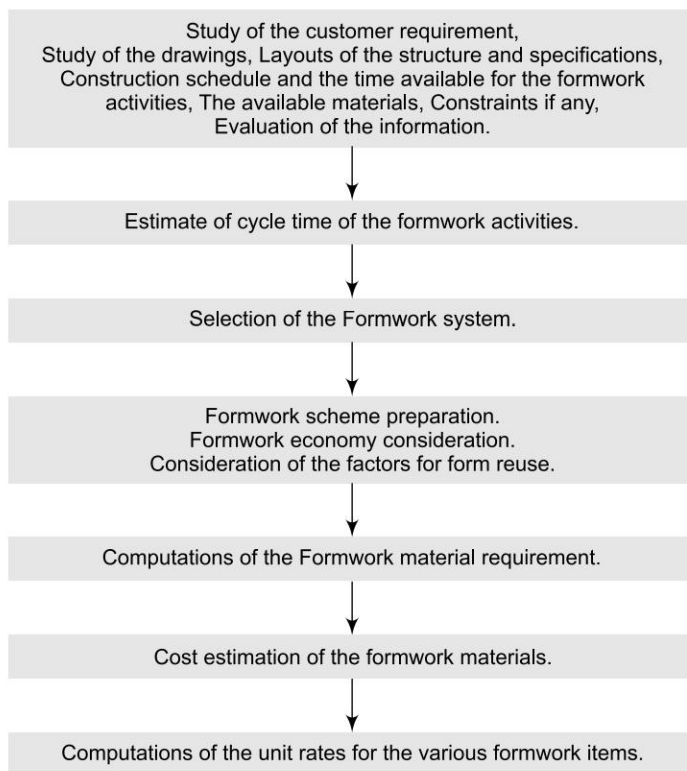 Study of the customer requirement,
Study of the drawings, Layouts of the structure and specifications,
Construction schedule and the time available for the formwork
activities, The available materials, Constraints if any,
Evaluation of the information.
Estimate of cycle time of the formwork activities.
Selection of the Formwork system.
Formwork scheme preparation.
Formwork economy consideration.
Consideration of the factors for form reuse.
Computations of the Formwork material requirement.
Cost estimation of the formwork materials.
Computations of the unit rates for the various formwork items.